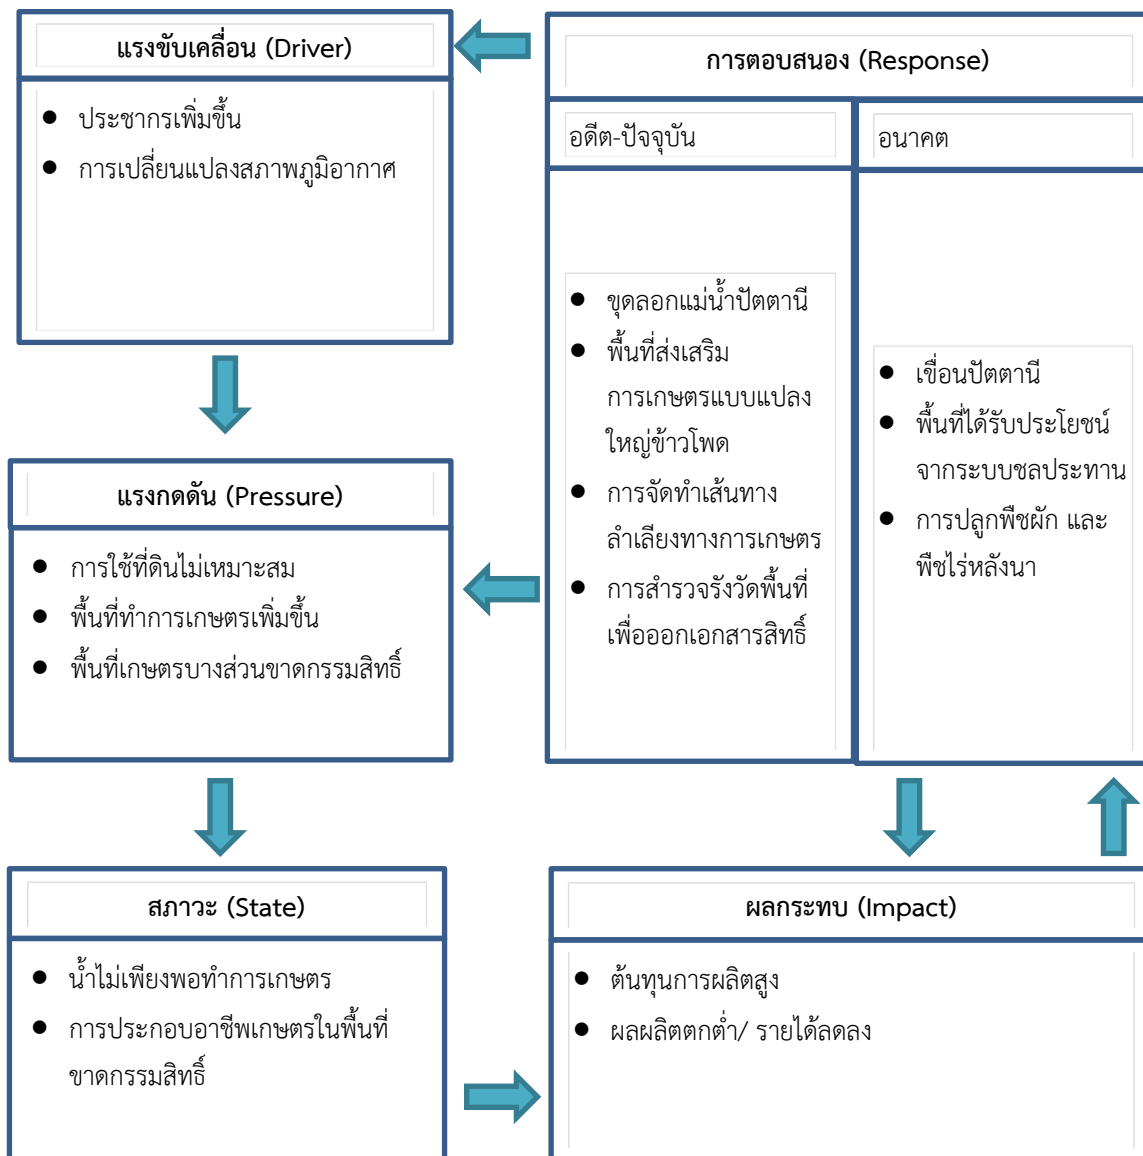 แรงขับเคลื่อน (Driver)
● ประชากรเพิ่มขึ้น
● การเปลี่ยนแปลงสภาพภูมิอากาศ
การตอบสนอง (Response)
อดีต-ปัจจุบัน
● ขุดลอกแม่น้ำปัตตานี
● พื้นที่ส่งเสริม
การเกษตรแบบแปลง
ใหญ่ข้าวโพด
● การจัดทำเส้นทาง
ลำเลียงทางการเกษตร
● การสำรวจรังวัดพื้นที่
เพื่อออกเอกสารสิทธิ์
อนาคต
● เขื่อนปัตตานี
● พื้นที่ได้รับประโยชน์
จากระบบชลประทาน
● การปลูกพืชผัก และ
พืชไร่หลังนา
แรงกดดัน (Pressure)
● การใช้ที่ดินไม่เหมาะสม
● พื้นที่ทำการเกษตรเพิ่มขึ้น
● พื้นที่เกษตรบางส่วนขาดกรรมสิทธิ์
สภาวะ (State)
● น้ำไม่เพียงพอทำการเกษตร
● การประกอบอาชีพเกษตรในพื้นที่
ขาดกรรมสิทธิ์
ผลกระทบ (Impact)
● ต้นทุนการผลิตสูง
● ผลผลิตตกต่ำ/ รายได้ลดลง